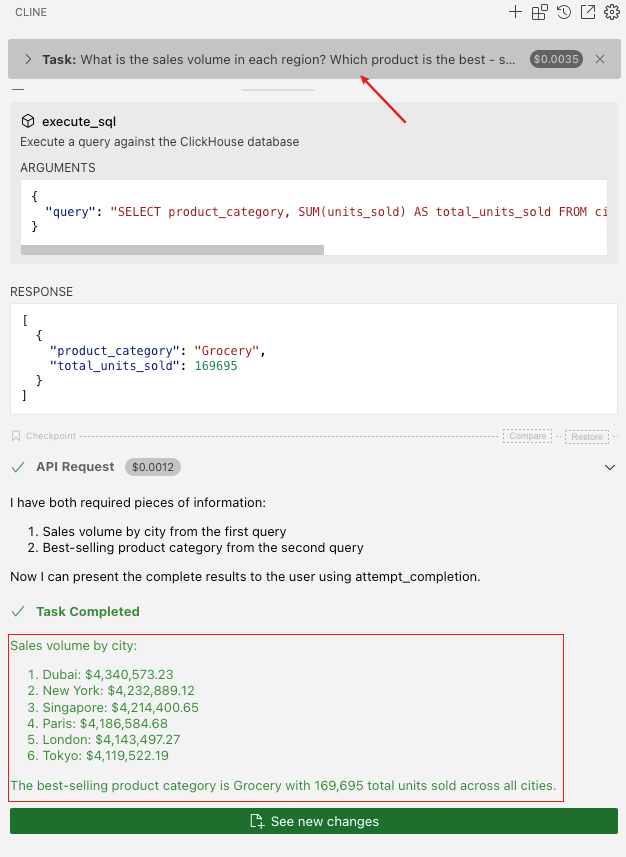 CLINE
Task: What is the sales volume in each region? Which product is the best - s... $0.0035
execute_sql
Execute a query against the ClickHouse database
ARGUMENTS
{
"query": "SELECT product_category, SUM(units_sold) AS total_units_sold FROM ci
}
RESPONSE
[
{
"product_category": "Grocery",
"total_units_sold": 169695
}
]
Checkpoint Compare Restore
API Request $0.0012
I have both required pieces of information:
1. Sales volume by city from the first query
2. Best-selling product category from the second query
Now I can present the complete results to the user using attempt_completion.
Task Completed
Sales volume by city:
1. Dubai: $4,340,573.23
2. New York: $4,232,889.12
3. Singapore: $4,214,400.65
4. Paris: $4,186,584.68
5. London: $4,143,497.27
6. Tokyo: $4,119,522.19
The best-selling product category is Grocery with 169,695 total units sold across all cities.
See new changes